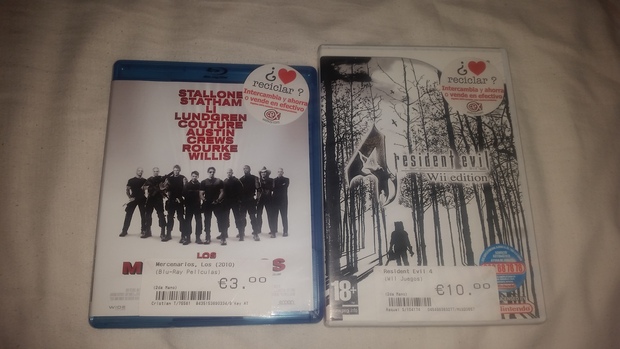 STALLONE
STATHAM
LI
LUNDGREN
COUTURE
AUSTIN
CREWS
ROURKE
WILLIS
LOS
M
S
Mercenarios, Los (2010)
(Blu-Ray Películas)
€3.00
(2da Mano)
¿
reciclar ?
Intercambia y ahorra
o vende en efectivo
¿
reciclar ?
Intercambia y ahorra
o vende en efectivo
4
resident evil
Wii edition
Resident Evil 4
(Wii Juegos)
€10.00
(2da Mano)
18+
Nintendo